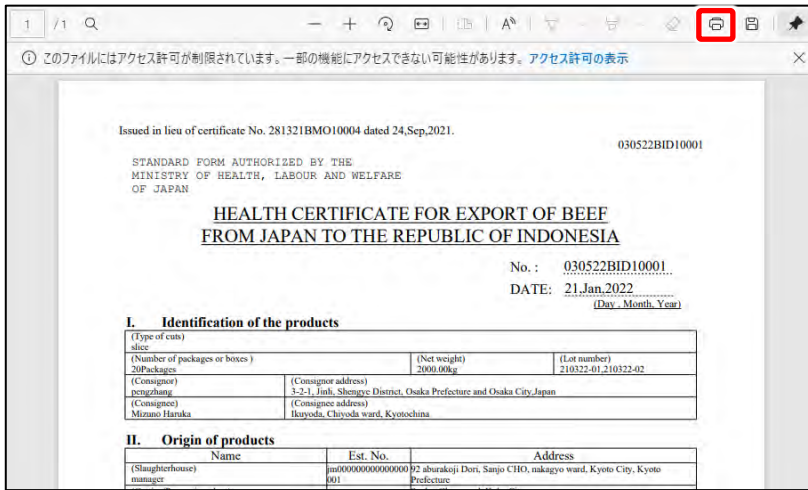 1 / 1
このファイルにはアクセス許可が制限されています。一部の機能にアクセスできない可能性があります。 アクセス許可の表示
Issued in lieu of certificate No. 281321BMO10004 dated 24,Sep,2021.
030522BID10001
STANDARD FORM AUTHORIZED BY THE
MINISTRY OF HEALTH, LABOUR AND WELFARE
OF JAPAN
HEALTH CERTIFICATE FOR EXPORT OF BEEF
FROM JAPAN TO THE REPUBLIC OF INDONESIA
No. : 030522BID10001
DATE: 21,Jan,2022
(Day , Month, Year)
I. Identification of the products
(Type of cuts)
slice
(Number of packages or boxes ) (Net weight) (Lot number)
20Packages 2000.00kg 210322-01,210322-02
(Consignor) (Consignor address)
pengzhang 3-2-1, Jinh, Shengye District, Osaka Prefecture and Osaka City,Japan
(Consignee) (Consignee address)
Mizuno Haruka Ikuyoda, Chiyoda ward, Kyotochina
II. Origin of products
Name Est. No. Address
(Slaughterhouse) jm000000000000000 92 aburakoji Dori, Sanjo CHO, nakagyo ward, Kyoto City, Kyoto
manager 001 Prefecture